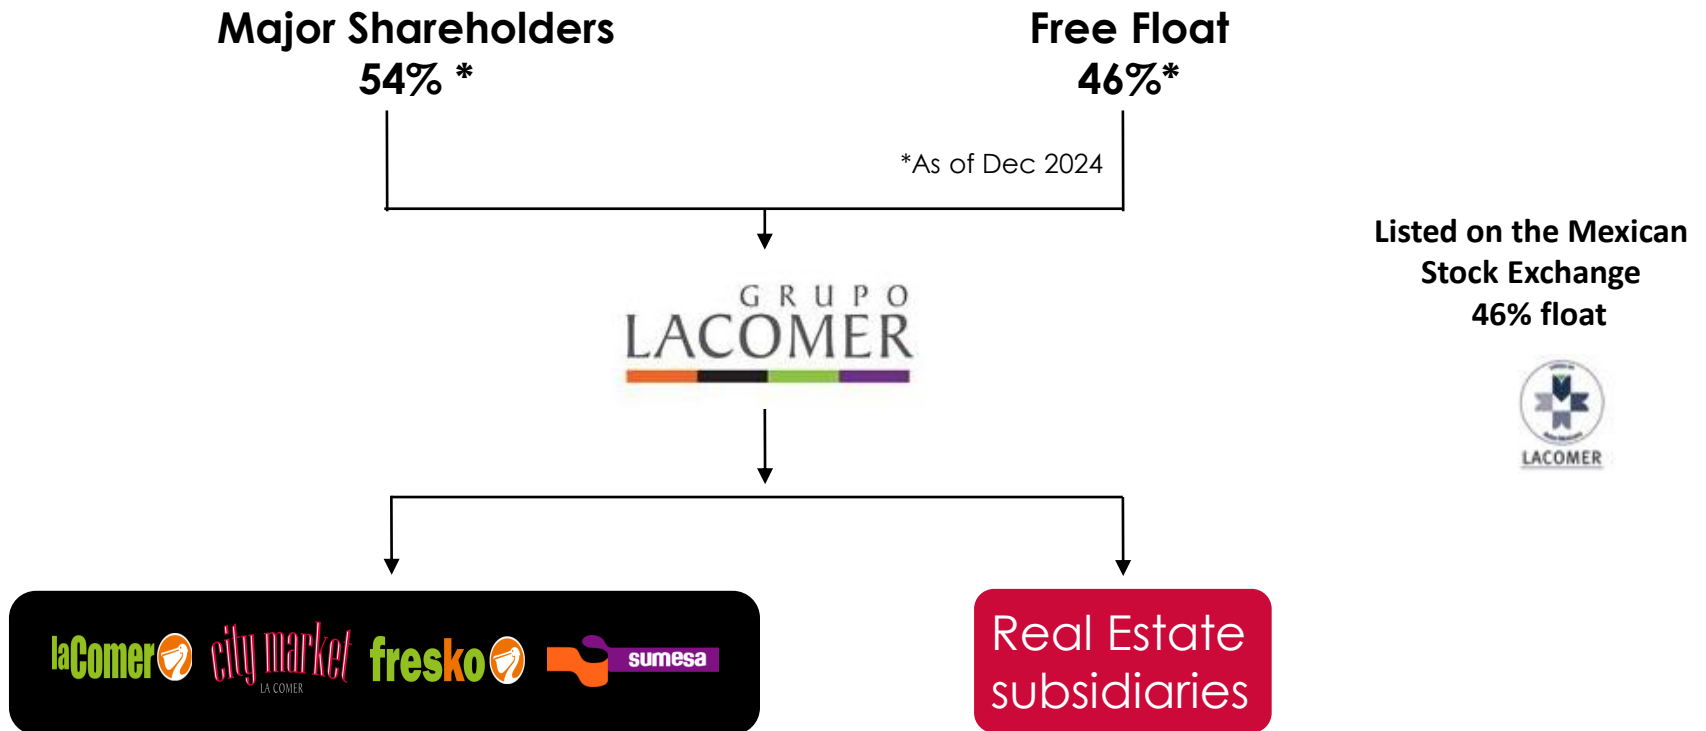 Major Shareholders
54% *
Free Float
46%*
*As of Dec 2024
Listed on the Mexican
Stock Exchange
46% float
GRUPO
LACOMER
LACOMER
laComer
city market
LA COMER
fresko
sumesa
Real Estate
subsidiaries